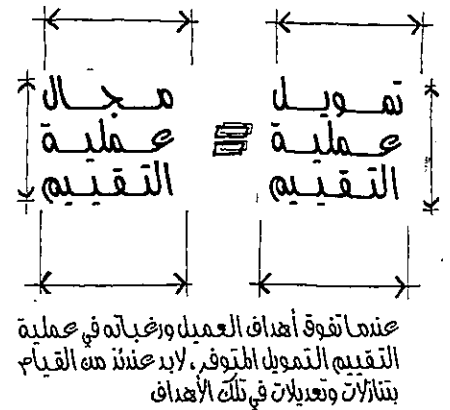 تمويل = مجال
عملية عملية
التقييم التقييم
عندما تفوق أهداف العميل ورغباته في عملية
التقييم التمويل المتوفر، لابد عندئذ من القيام
بتنازلات وتعديلات في تلك الأهداف